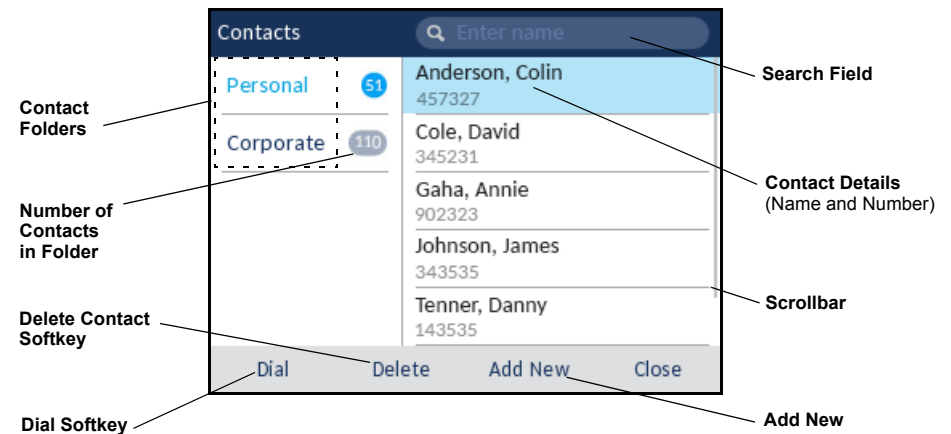 Contacts
Enter name
Personal 51
Corporate 110
Anderson, Colin
457327
Cole, David
345231
Gaha, Annie
902323
Johnson, James
343535
Tenner, Danny
143535
Dial Delete Add New Close
Contact
Folders
Number of
Contacts
in Folder
Delete Contact
Softkey
Dial Softkey
Search Field
Contact Details
(Name and Number)
Scrollbar
Add New